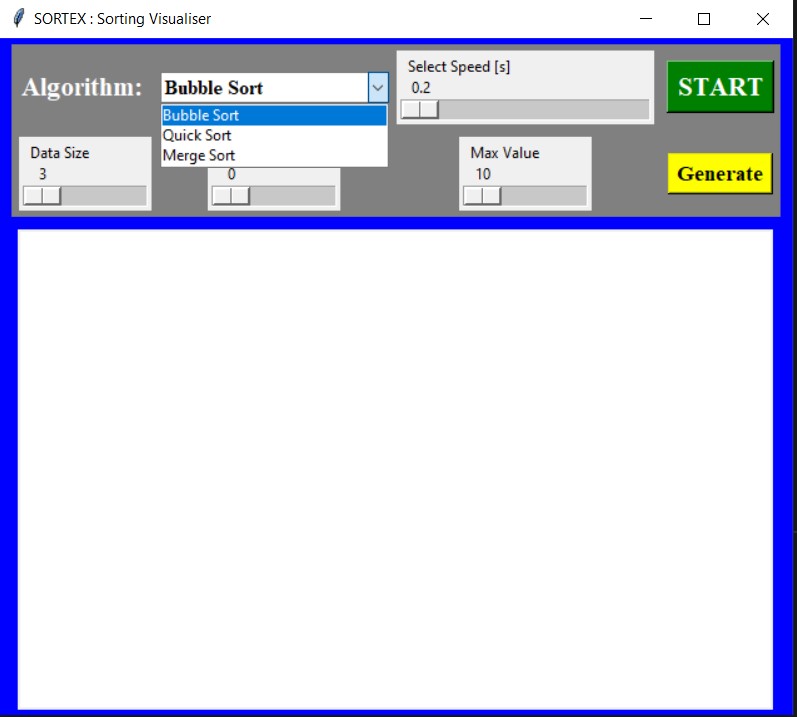 SORTEX : Sorting Visualiser
Algorithm:
Bubble Sort
Bubble Sort
Quick Sort
Merge Sort
Select Speed [s]
0.2
START
Data Size
3
0
Max Value
10
Generate